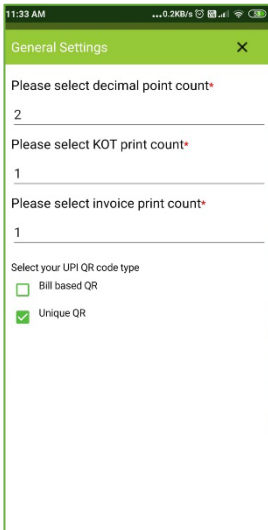 11:33 AM ...0.2KB/s
General Settings
Please select decimal point count*
2
Please select KOT print count*
1
Please select invoice print count*
1
Select your UPI QR code type
Bill based QR
Unique QR